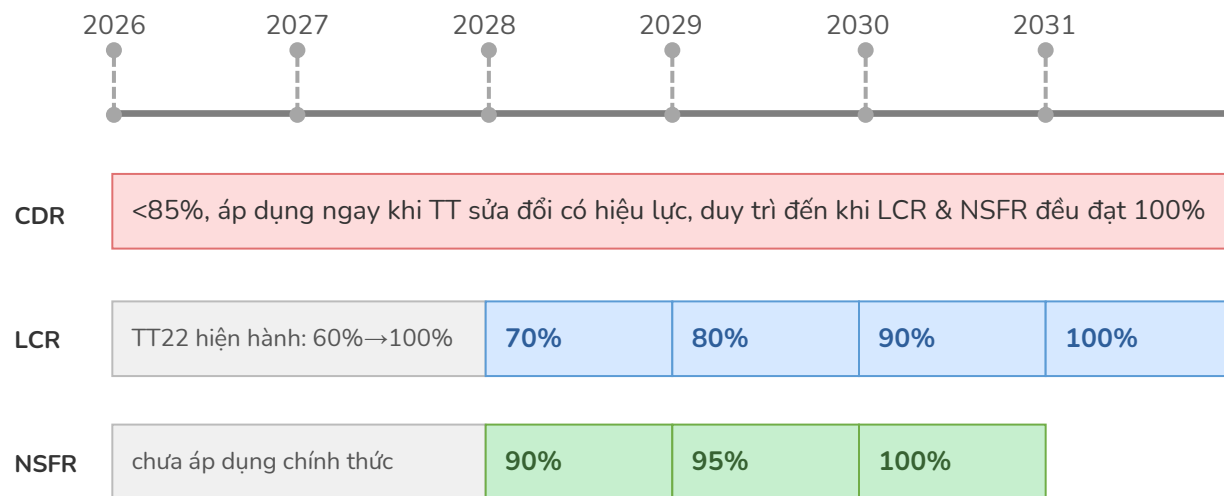 2026 2027 2028 2029 2030 2031
CDR <85%, áp dụng ngay khi TT sửa đổi có hiệu lực, duy trì đến khi LCR & NSFR đều đạt 100%
LCR TT22 hiện hành: 60%→100% 70% 80% 90% 100%
NSFR chưa áp dụng chính thức 90% 95% 100%